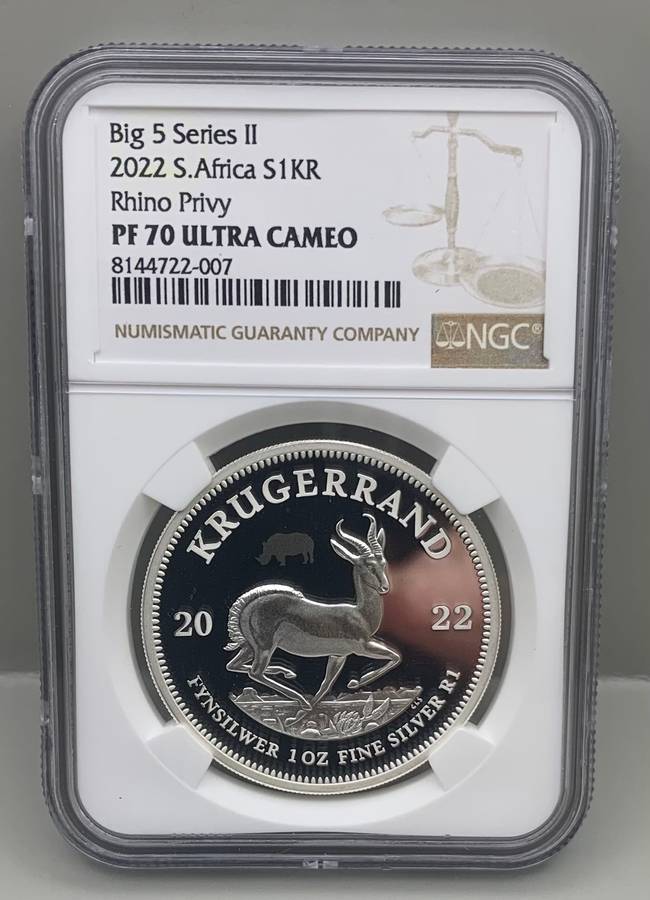 Big 5 Series II
2022 S.Africa S1KR
Rhino Privy
PF 70 ULTRA CAMEO
8144722-007
NUMISMATIC GUARANTY COMPANY
NGC®
KRUGERRAND
20 22
FYNSILWER 1 OZ FINE SILVER R1